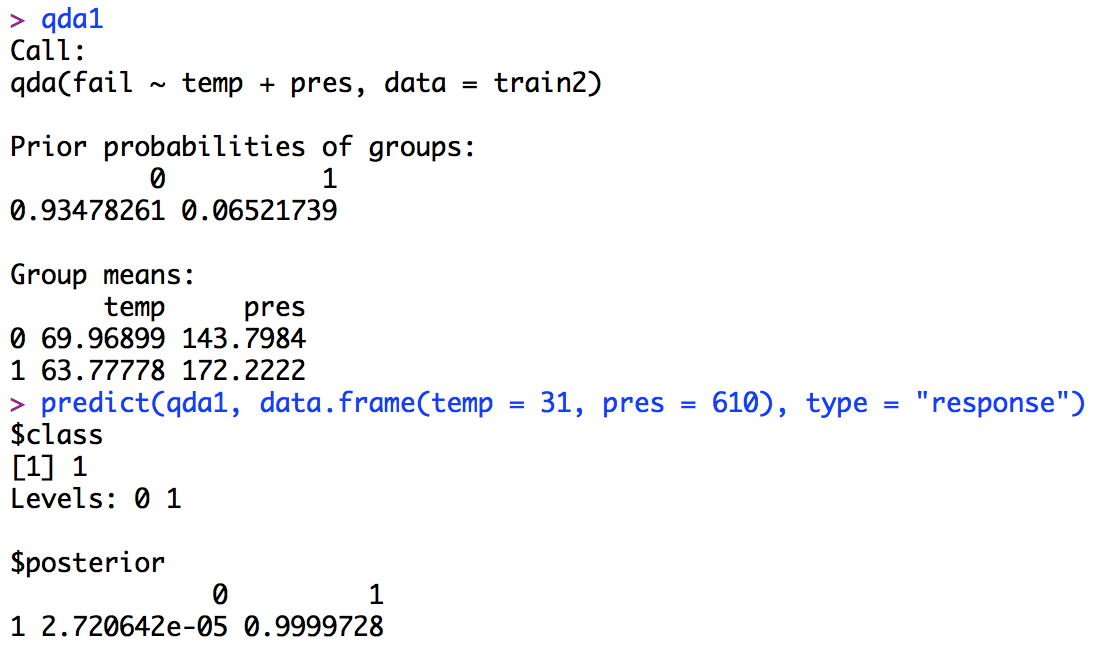 > qda1
Call:
qda(fail ~ temp + pres, data = train2)
Prior probabilities of groups:
0 1
0.93478261 0.06521739
Group means:
temp pres
0 69.96899 143.7984
1 63.77778 172.2222
> predict(qda1, data.frame(temp = 31, pres = 610), type = "response")
$class
[1] 1
Levels: 0 1
$posterior
0 1
1 2.720642e-05 0.9999728